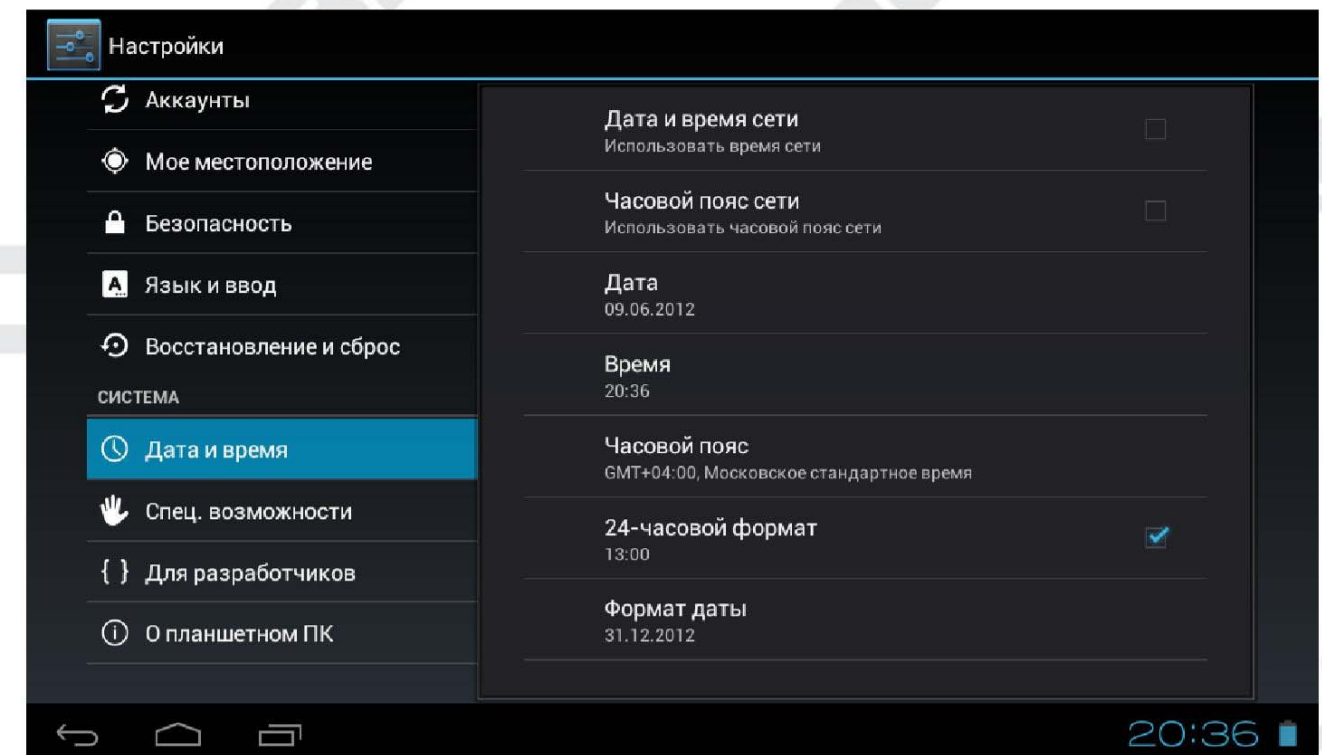 Настройки
Аккаунты
Мое местоположение
Безопасность
Язык и ввод
Восстановление и сброс
СИСТЕМА
Дата и время
Спец. возможности
{ } Для разработчиков
О планшетном ПК
Дата и время сети
Использовать время сети
Часовой пояс сети
Использовать часовой пояс сети
Дата
09.06.2012
Время
20:36
Часовой пояс
GMT+04:00, Московское стандартное время
24-часовой формат
13:00
Формат даты
31.12.2012
20:36